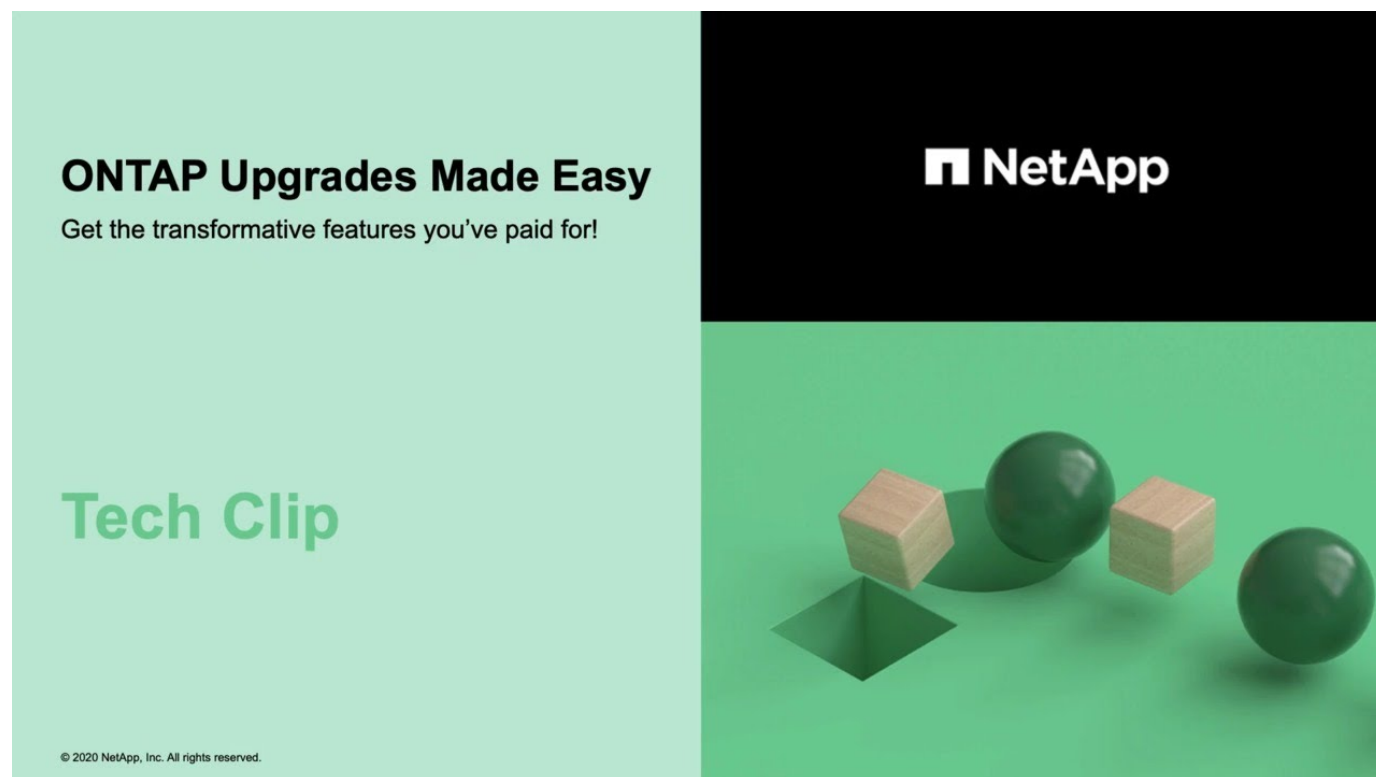 ONTAP Upgrades Made Easy
Get the transformative features you’ve paid for!
NetApp
Tech Clip
© 2020 NetApp, Inc. All rights reserved.